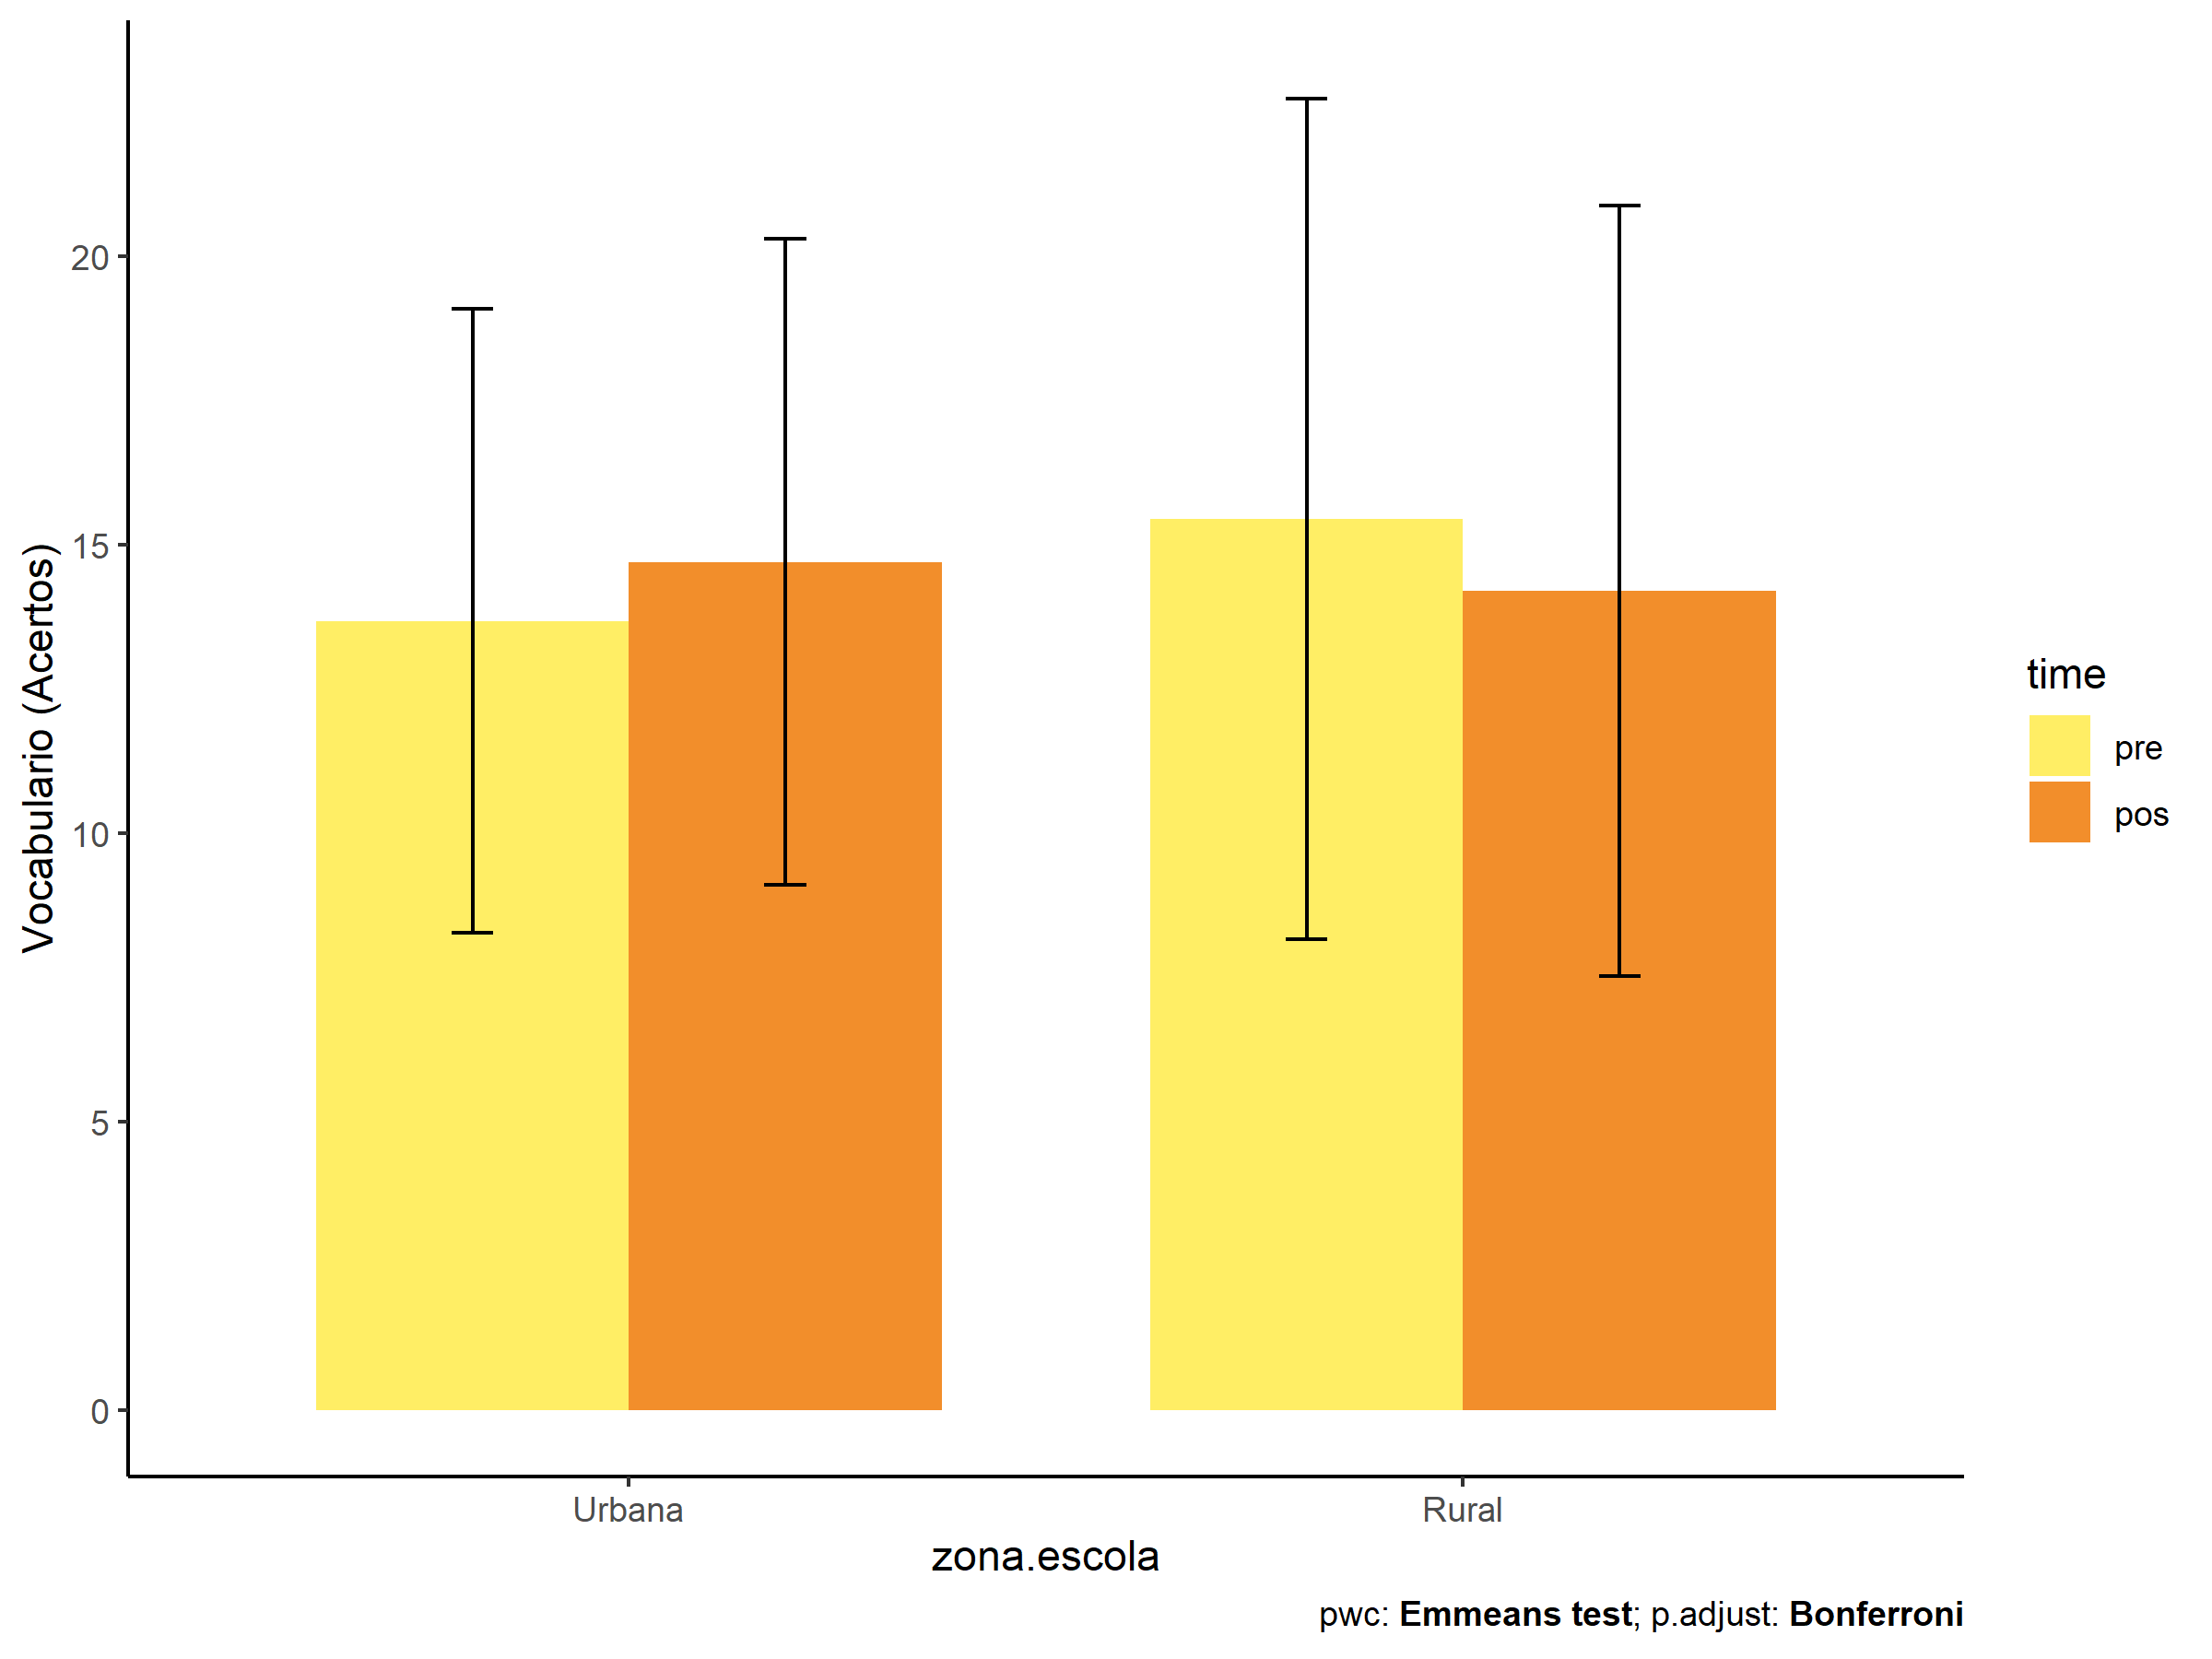 Vocabulario (Acertos)
20
15
10
5
0
Urbana
Rural
zona.escola
time
pre
pos
pwc: Emmeans test; p.adjust: Bonferroni